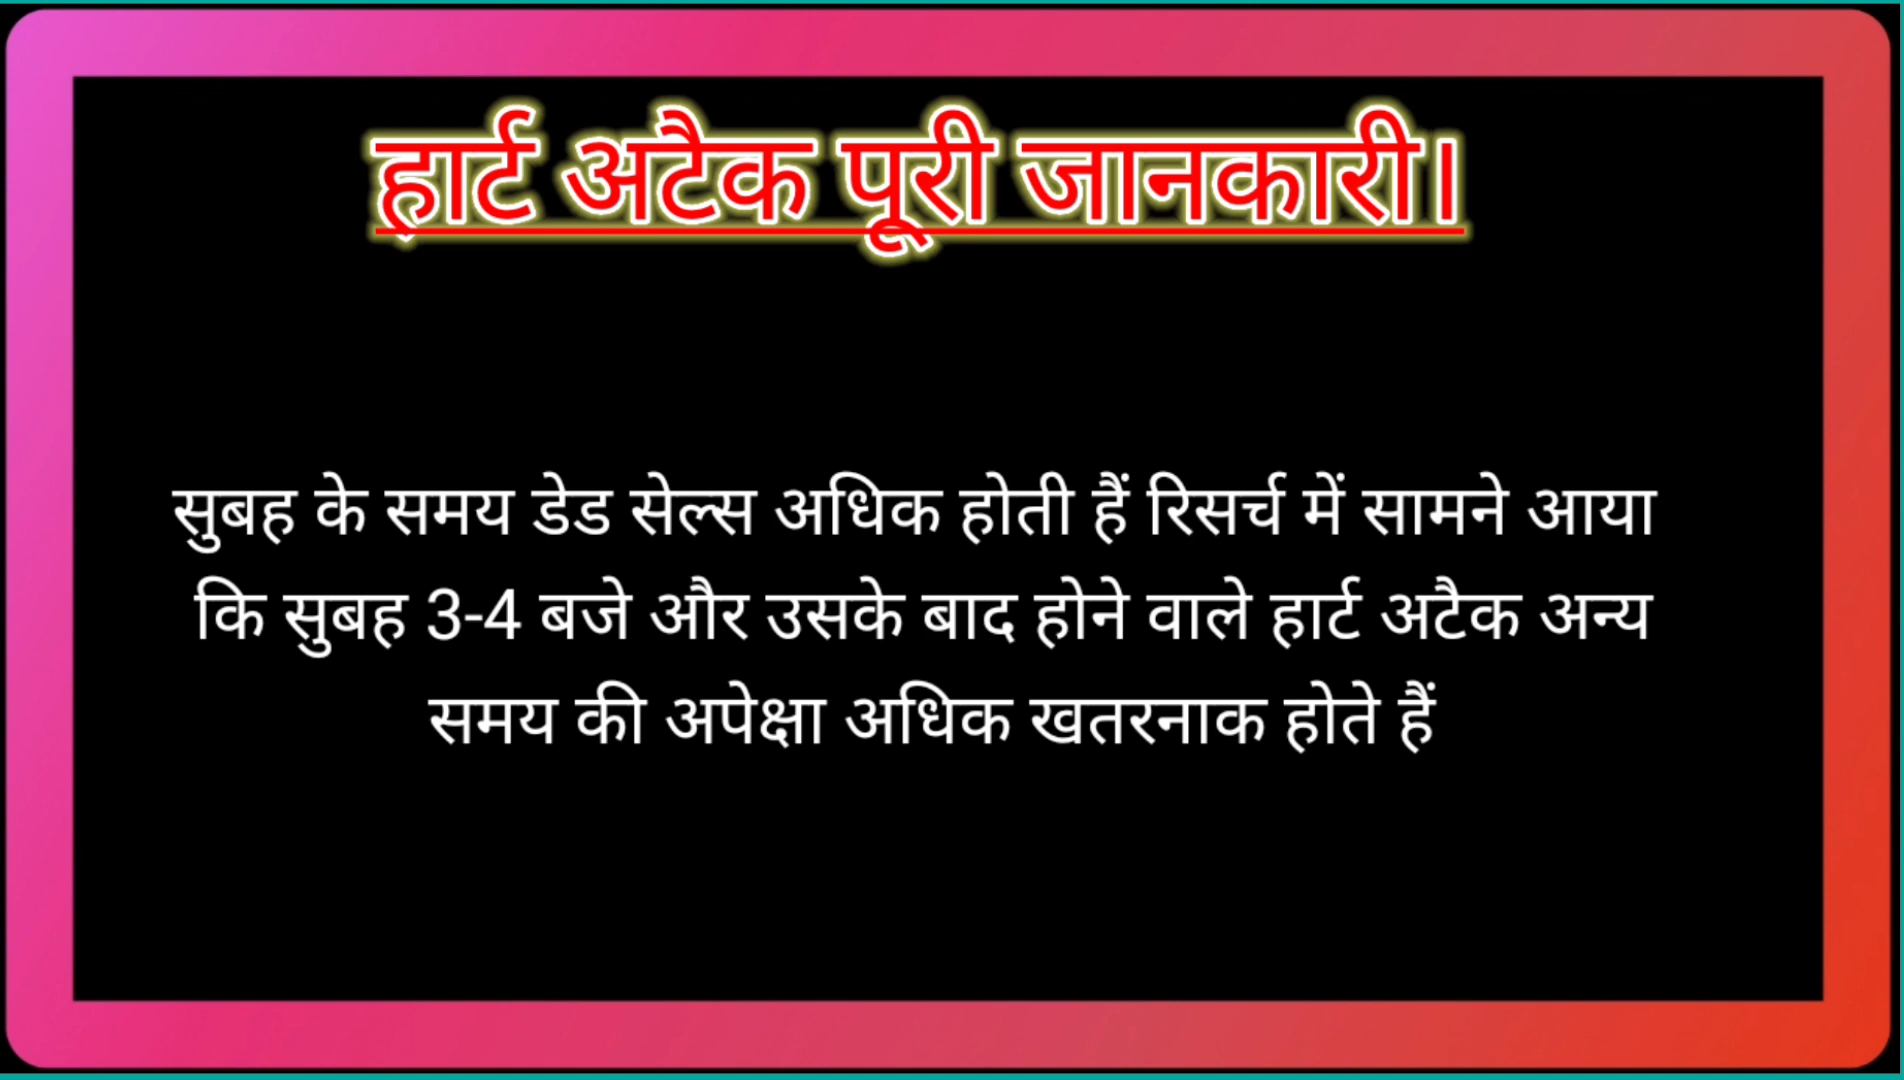 हार्ट अटैक पूरी जानकारी।
सुबह के समय डेड सेल्स अधिक होती हैं रिसर्च में सामने आया
कि सुबह 3-4 बजे और उसके बाद होने वाले हार्ट अटैक अन्य
समय की अपेक्षा अधिक खतरनाक होते हैं